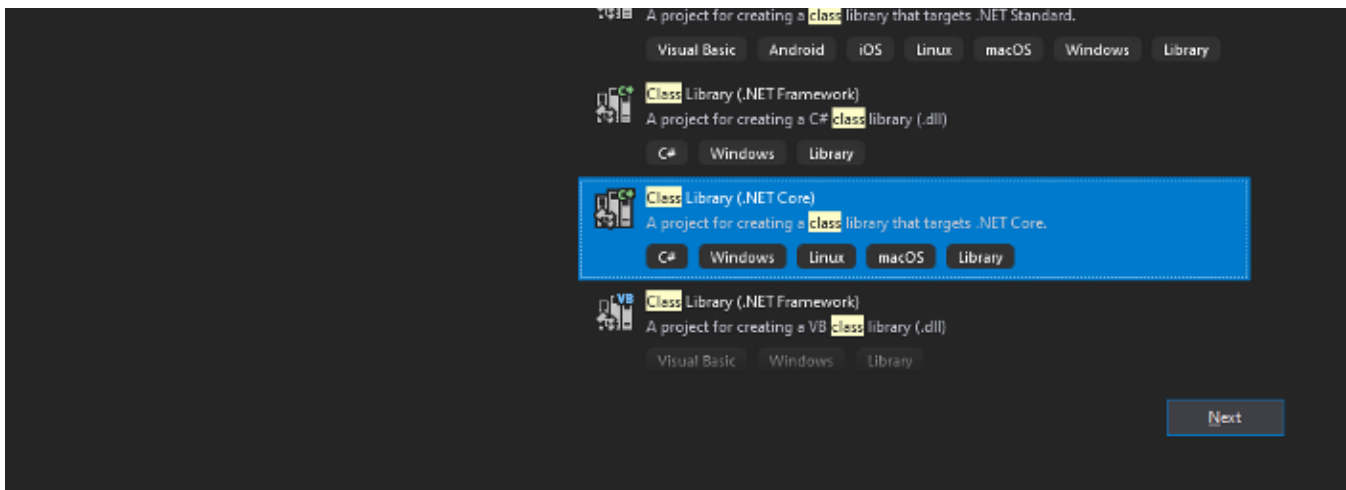 A project for creating a class library that targets .NET Standard.
Visual Basic Android iOS Linux macOS Windows Library
C#
Class Library (.NET Framework)
A project for creating a C# class library (.dll)
C# Windows Library
C#
Class Library (.NET Core)
A project for creating a class library that targets .NET Core.
C# Windows Linux macOS Library
VB
Class Library (.NET Framework)
A project for creating a VB class library (.dll)
Visual Basic Windows Library
Next